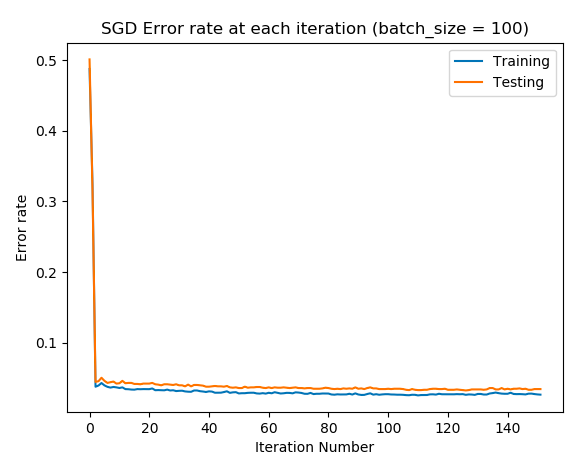 SGD Error rate at each iteration (batch_size = 100)
Training
Testing
0.5
0.4
0.3
0.2
0.1
Error rate
0 20 40 60 80 100 120 140
Iteration Number